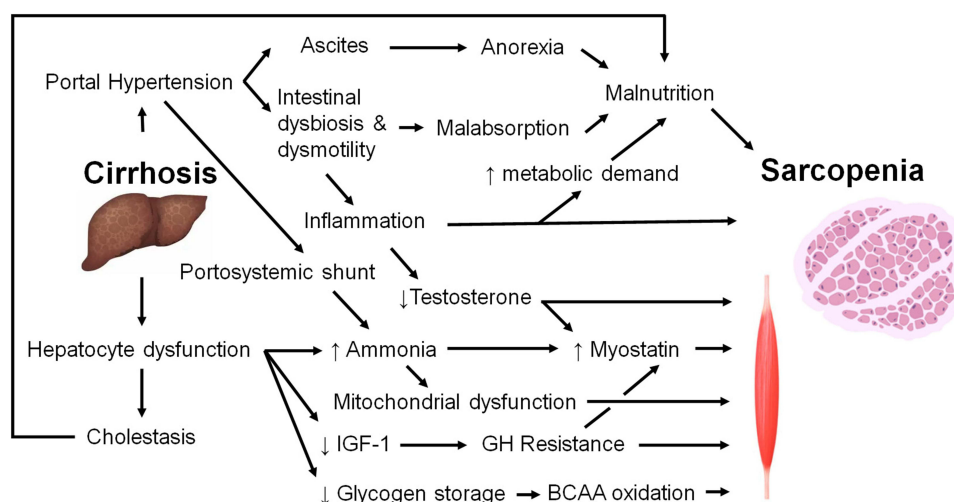 Ascites
Anorexia
Portal Hypertension
Intestinal
dysbiosis &
dysmotility
Malabsorption
Malnutrition
Cirrhosis
↑ metabolic demand
Sarcopenia
Inflammation
Portosystemic shunt
↓Testosterone
Hepatocyte dysfunction
↑ Ammonia
↑ Myostatin
Mitochondrial dysfunction
Cholestasis
↓ IGF-1
GH Resistance
↓ Glycogen storage
BCAA oxidation